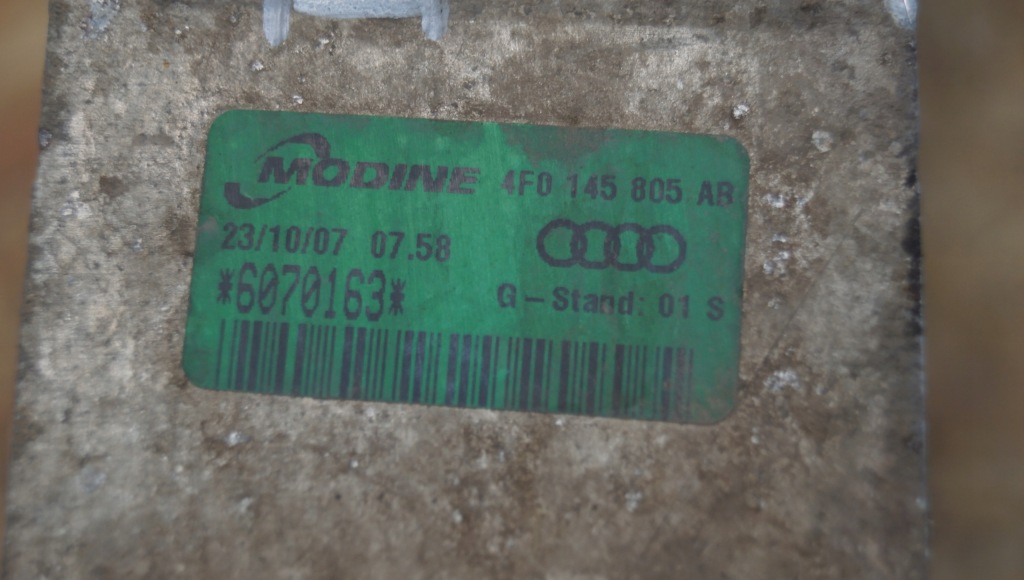 MODINE 4F0 145 805 AB
23/10/07 07.58
*6070163*
G-Stand: 01 S